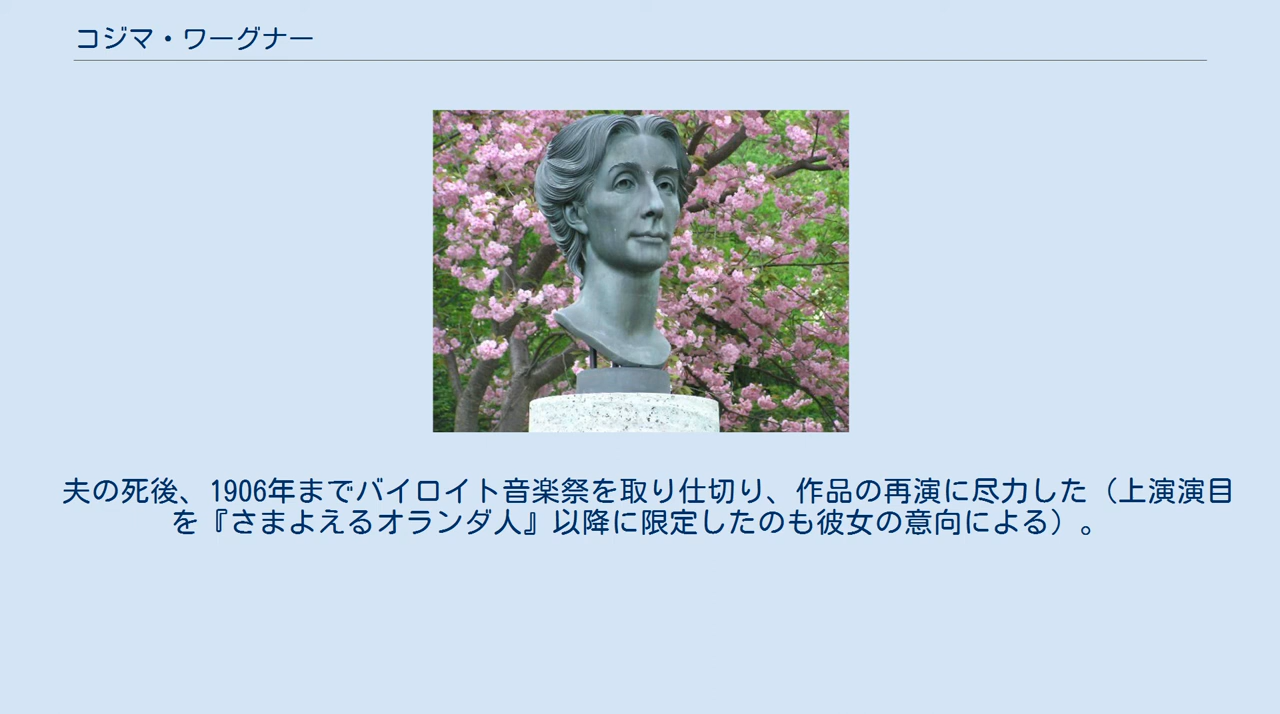 コジマ・ワーグナー
夫の死後、1906年までバイロイト音楽祭を取り仕切り、作品の再演に尽力した（上演演目
を『さまよえるオランダ人』以降に限定したのも彼女の意向による）。